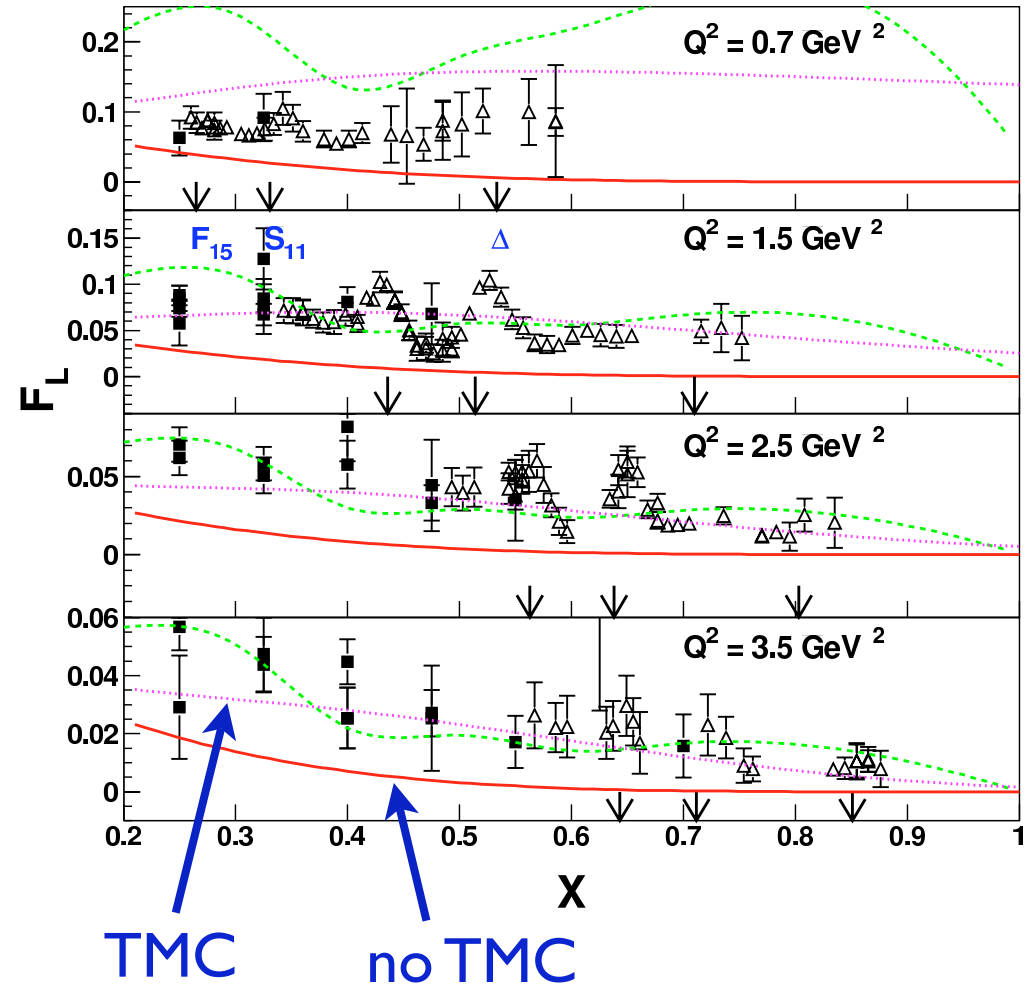 Q² = 0.7 GeV ²
0.2
0.1
0
F₁₅
S₁₁
Δ
Q² = 1.5 GeV ²
0.15
0.1
0.05
0
F_L
Q² = 2.5 GeV ²
0.05
0
Q² = 3.5 GeV ²
0.06
0.04
0.02
0
0.2 0.3 0.4 0.5 0.6 0.7 0.8 0.9 1
X
TMC
no TMC